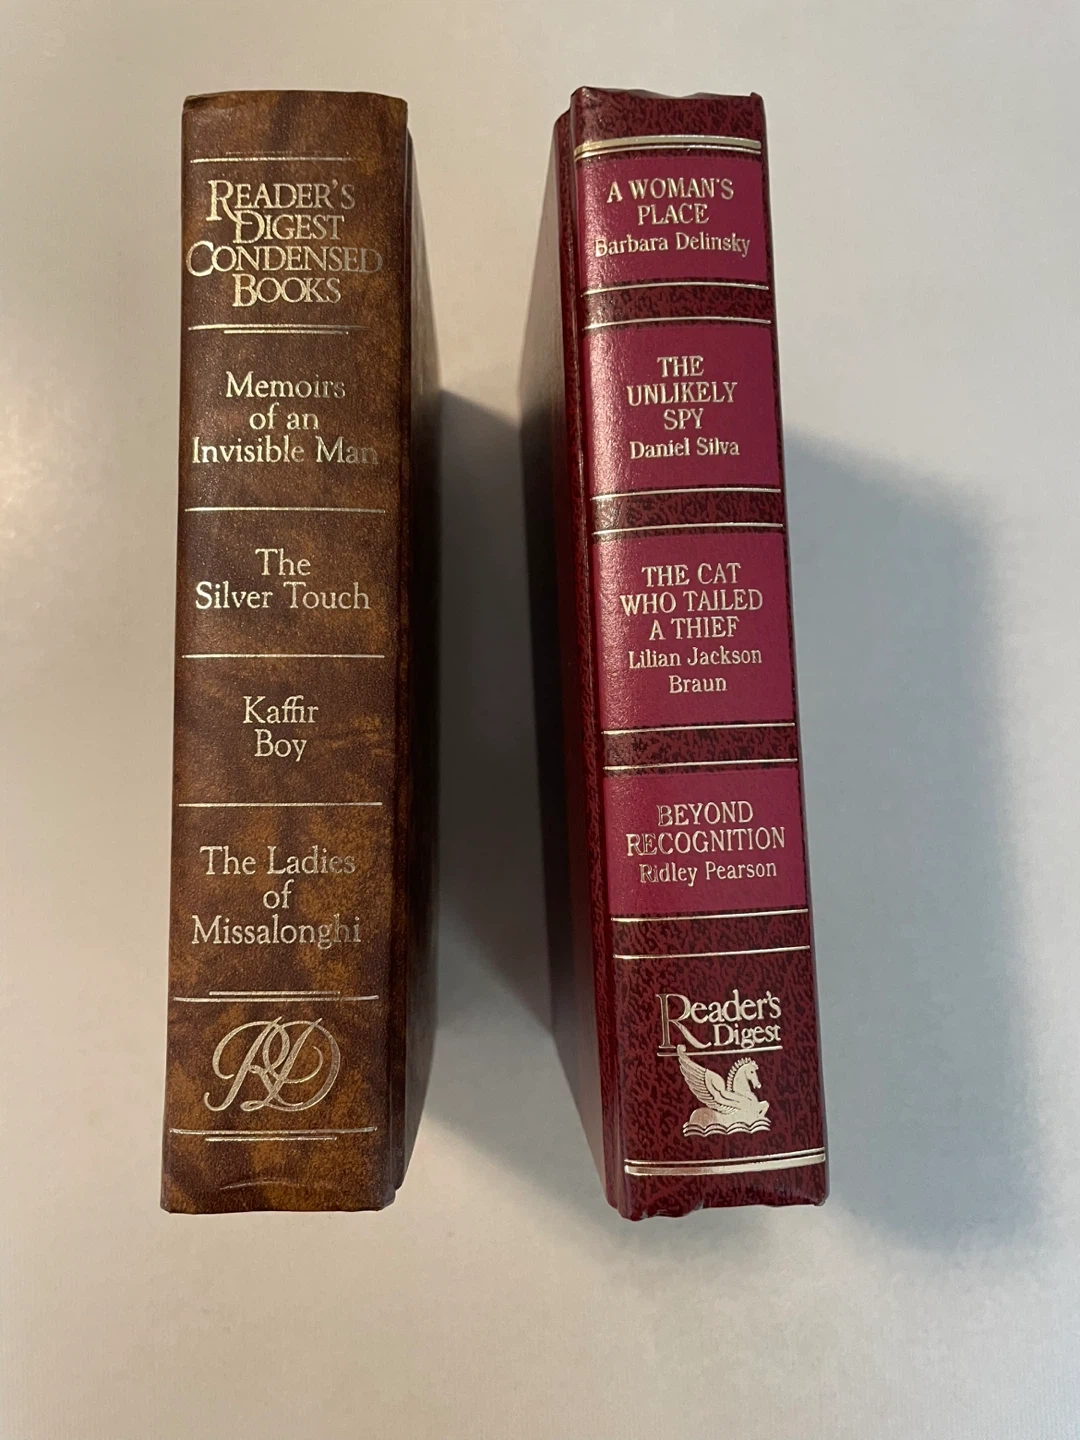 READER'S
DIGEST
CONDENSED
BOOKS
Memoirs
of an
Invisible Man
The
Silver Touch
Kaffir
Boy
The Ladies
of
Missalonghi
RD
A WOMAN'S
PLACE
Barbara Delinsky
THE
UNLIKELY
SPY
Daniel Silva
THE CAT
WHO TAILED
A THIEF
Lilian Jackson
Braun
BEYOND
RECOGNITION
Ridley Pearson
Reader's
Digest